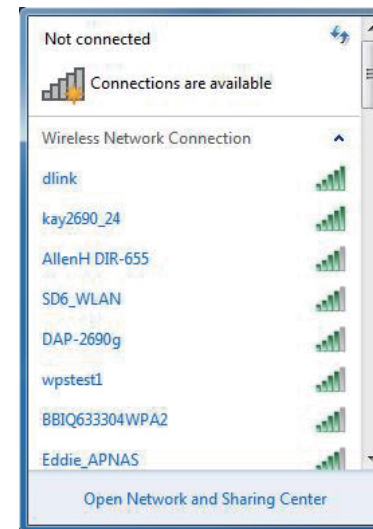 Not connected
Connections are available
Wireless Network Connection
dlink
kay2690_24
AllenH DIR-655
SD6_WLAN
DAP-2690g
wpstest1
BBIQ633304WPA2
Eddie_APNAS
Open Network and Sharing Center